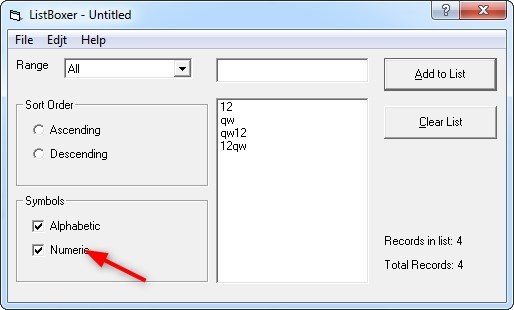 ListBoxer - Untitled
?
File Edjt Help
Range All Add to List
Sort Order
Ascending
Descending
12
qw
qw12
12qw
Clear List
Symbols
Alphabetic
Numeric
Records in list: 4
Total Records: 4